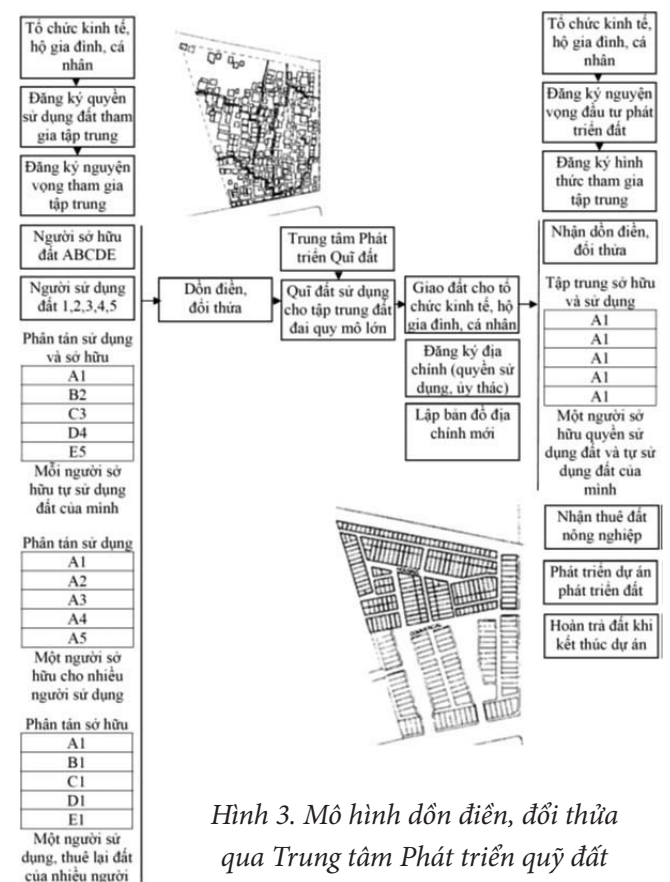 Tổ chức kinh tế,
hộ gia đình, cá
nhân
Đăng ký quyền
sử dụng đất tham
gia tập trung
Đăng ký nguyện
vọng tham gia
tập trung
Người sở hữu
đất ABCDE
Người sử dụng
đất 1,2,3,4,5
Phân tán sử dụng
và sở hữu
A1
B2
C3
D4
E5
Mỗi người sở
hữu tự sử dụng
đất của mình
Phân tán sử dụng
A1
A2
A3
A4
A5
Một người sở
hữu cho nhiều
người sử dụng
Phân tán sở hữu
A1
B1
C1
D1
E1
Một người sử
dụng, thuê lại đất
của nhiều người
Dồn điền,
đổi thửa
Trung tâm Phát
triển Quĩ đất
Quĩ đất sử dụng
cho tập trung đất
đai quy mô lớn
Giao đất cho tổ
chức kinh tế, hộ
gia đình, cá nhân
Đăng ký địa
chính (quyền sử
dụng, ủy thác)
Lập bản đồ địa
chính mới
Tổ chức kinh tế,
hộ gia đình, cá
nhân
Đăng ký nguyện
vọng đầu tư phát
triển đất
Đăng ký hình
thức tham gia
tập trung
Nhận dồn điền,
đổi thửa
Tập trung sở hữu
và sử dụng
A1
A1
A1
A1
A1
Một người sở
hữu quyền sử
dụng đất và tự sử
dụng đất của
mình
Nhận thuê đất
nông nghiệp
Phát triển dự án
phát triển đất
Hoàn trả đất khi
kết thúc dự án
Hình 3. Mô hình dồn điền, đổi thửa
qua Trung tâm Phát triển quỹ đất